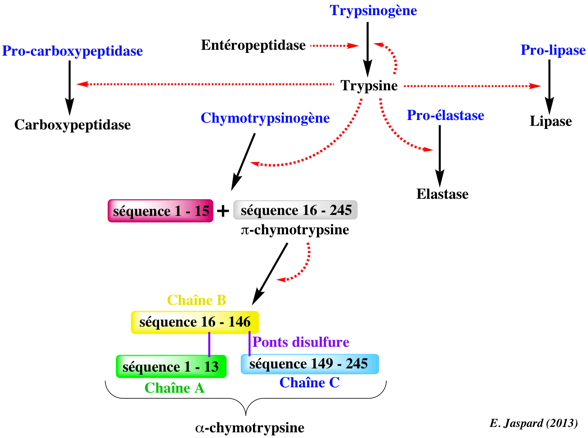 Trypsinogène
Pro-carboxypeptidase
Entéropeptidase
Pro-lipase
Trypsine
Carboxypeptidase
Chymotrypsinogène
Pro-élastase
Lipase
Elastase
séquence 1 - 15 + séquence 16 - 245
π-chymotrypsine
Chaîne B
séquence 16 - 146
Ponts disulfure
séquence 1 - 13
séquence 149 - 245
Chaîne A
Chaîne C
α-chymotrypsine
E. Jaspard (2013)